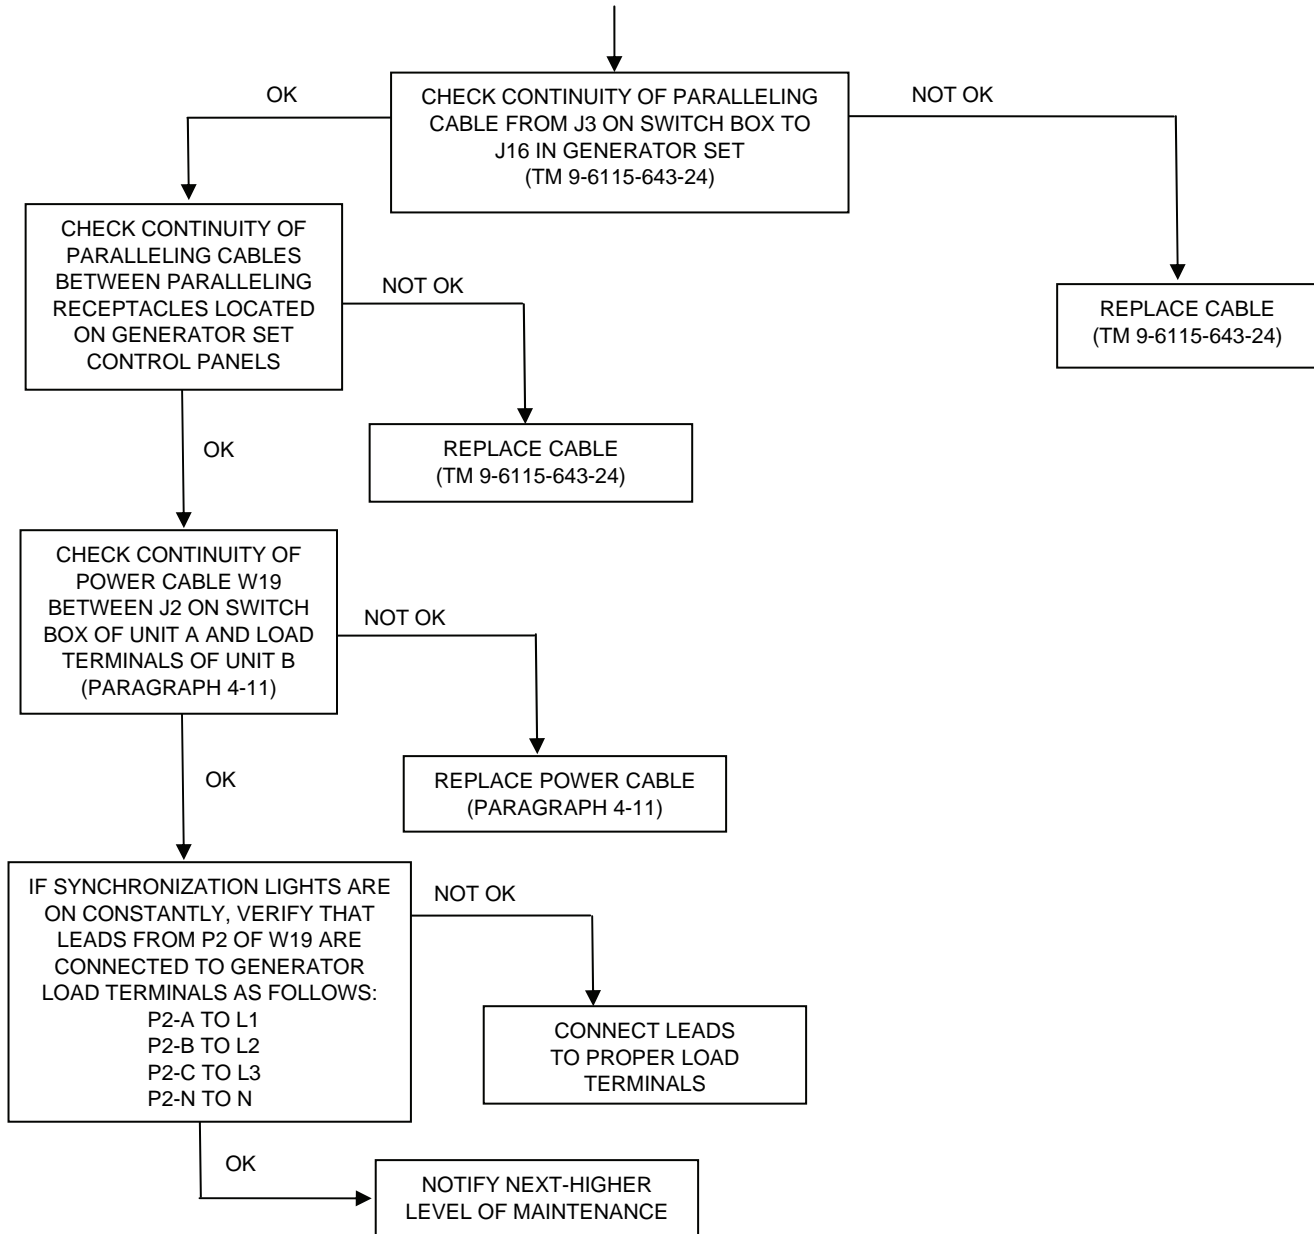 OK
CHECK CONTINUITY OF PARALLELING
CABLE FROM J3 ON SWITCH BOX TO
J16 IN GENERATOR SET
(TM 9-6115-643-24)
NOT OK
CHECK CONTINUITY OF
PARALLELING CABLES
BETWEEN PARALLELING
RECEPTACLES LOCATED
ON GENERATOR SET
CONTROL PANELS
NOT OK
REPLACE CABLE
(TM 9-6115-643-24)
OK
REPLACE CABLE
(TM 9-6115-643-24)
CHECK CONTINUITY OF
POWER CABLE W19
BETWEEN J2 ON SWITCH
BOX OF UNIT A AND LOAD
TERMINALS OF UNIT B
(PARAGRAPH 4-11)
NOT OK
OK
REPLACE POWER CABLE
(PARAGRAPH 4-11)
IF SYNCHRONIZATION LIGHTS ARE
ON CONSTANTLY, VERIFY THAT
LEADS FROM P2 OF W19 ARE
CONNECTED TO GENERATOR
LOAD TERMINALS AS FOLLOWS:
P2-A TO L1
P2-B TO L2
P2-C TO L3
P2-N TO N
NOT OK
CONNECT LEADS
TO PROPER LOAD
TERMINALS
OK
NOTIFY NEXT-HIGHER
LEVEL OF MAINTENANCE